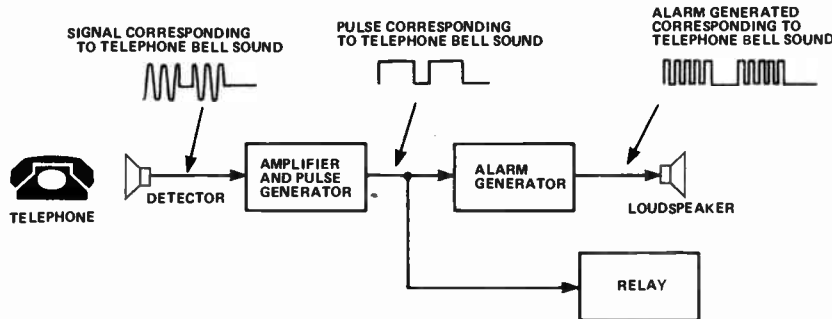 SIGNAL CORRESPONDING
TO TELEPHONE BELL SOUND
PULSE CORRESPONDING
TO TELEPHONE BELL SOUND
ALARM GENERATED
CORRESPONDING TO
TELEPHONE BELL SOUND
TELEPHONE
DETECTOR
AMPLIFIER
AND PULSE
GENERATOR
ALARM
GENERATOR
LOUDSPEAKER
RELAY